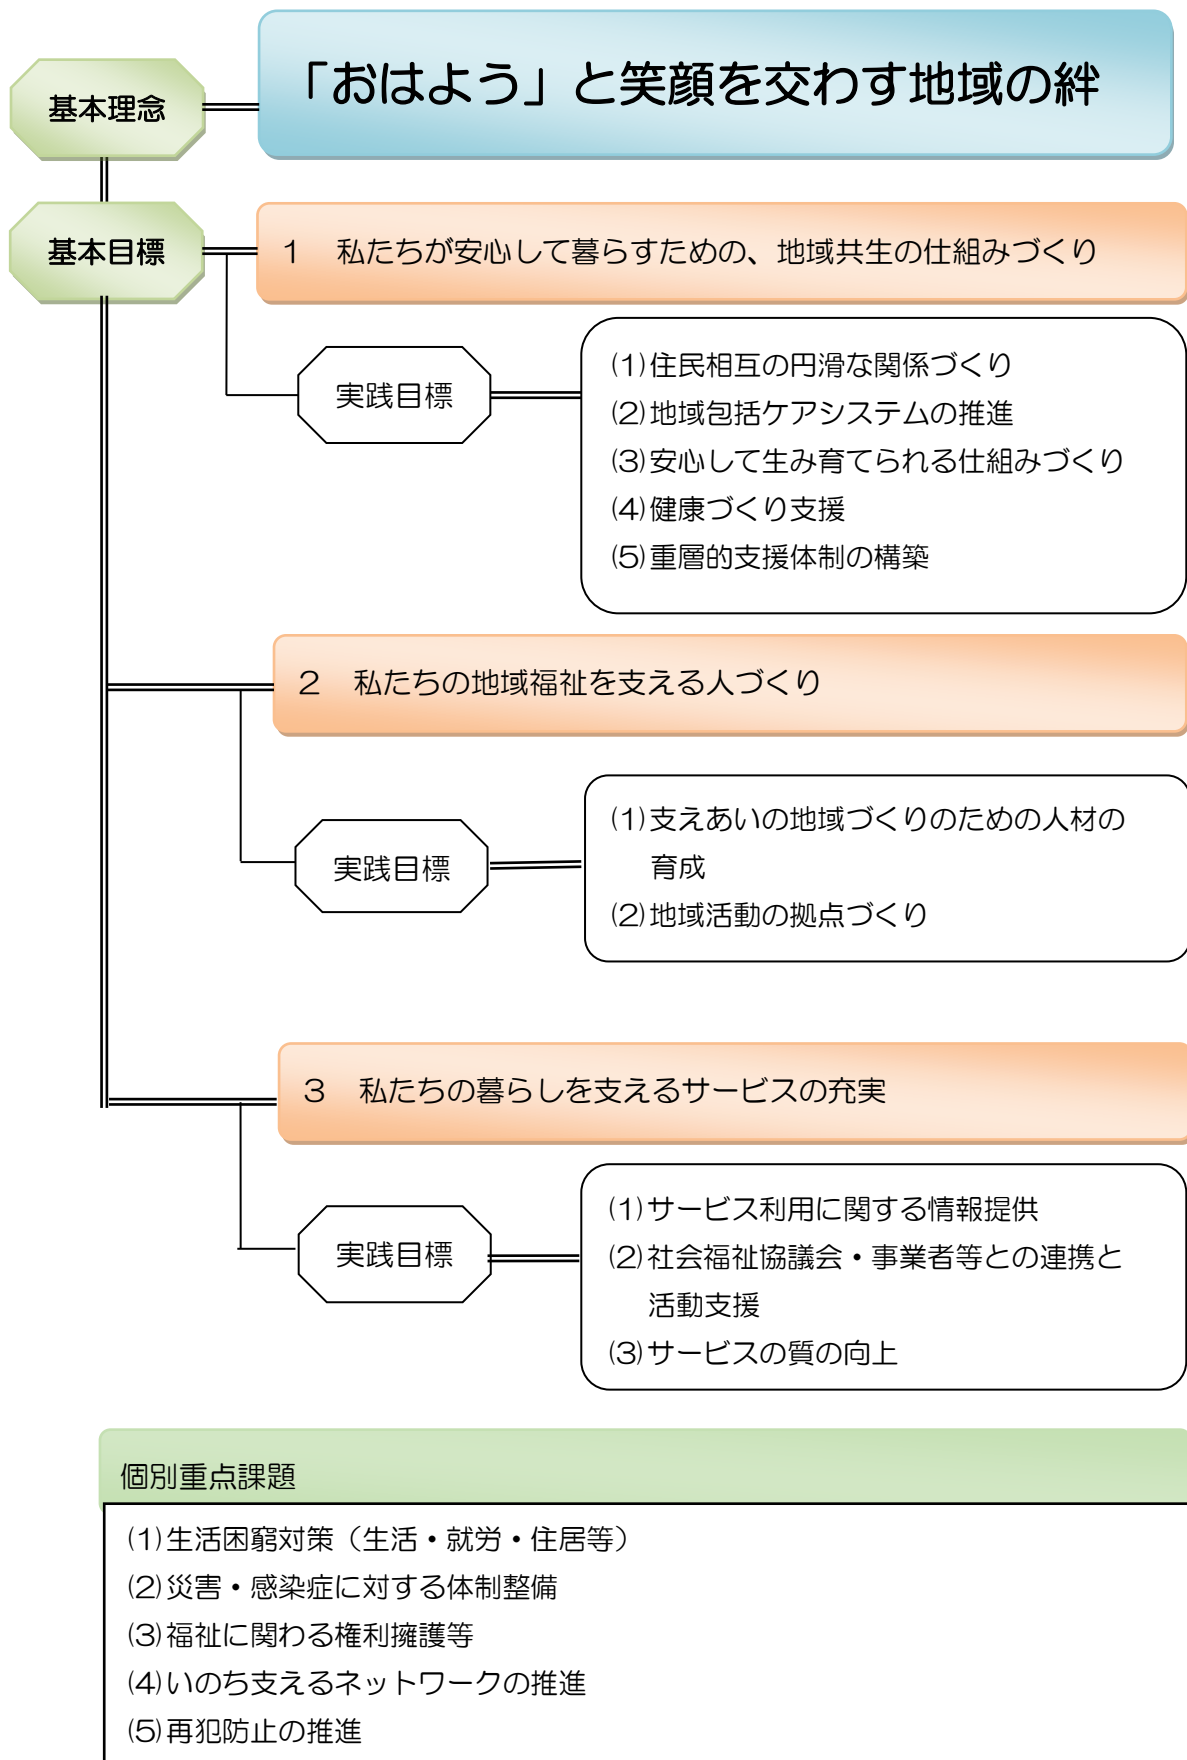 「おはよう」と笑顔を交わす地域の絆
基本理念
基本目標
1 私たちが安心して暮らすための、地域共生の仕組みづくり
実践目標
(1)住民相互の円滑な関係づくり
(2)地域包括ケアシステムの推進
(3)安心して生み育てられる仕組みづくり
(4)健康づくり支援
(5)重層的支援体制の構築
2 私たちの地域福祉を支える人づくり
実践目標
(1)支えあいの地域づくりのための人材の
育成
(2)地域活動の拠点づくり
3 私たちの暮らしを支えるサービスの充実
実践目標
(1)サービス利用に関する情報提供
(2)社会福祉協議会・事業者等との連携と
活動支援
(3)サービスの質の向上
個別重点課題
(1)生活困窮対策（生活・就労・住居等）
(2)災害・感染症に対する体制整備
(3)福祉に関わる権利擁護等
(4)いのち支えるネットワークの推進
(5)再犯防止の推進